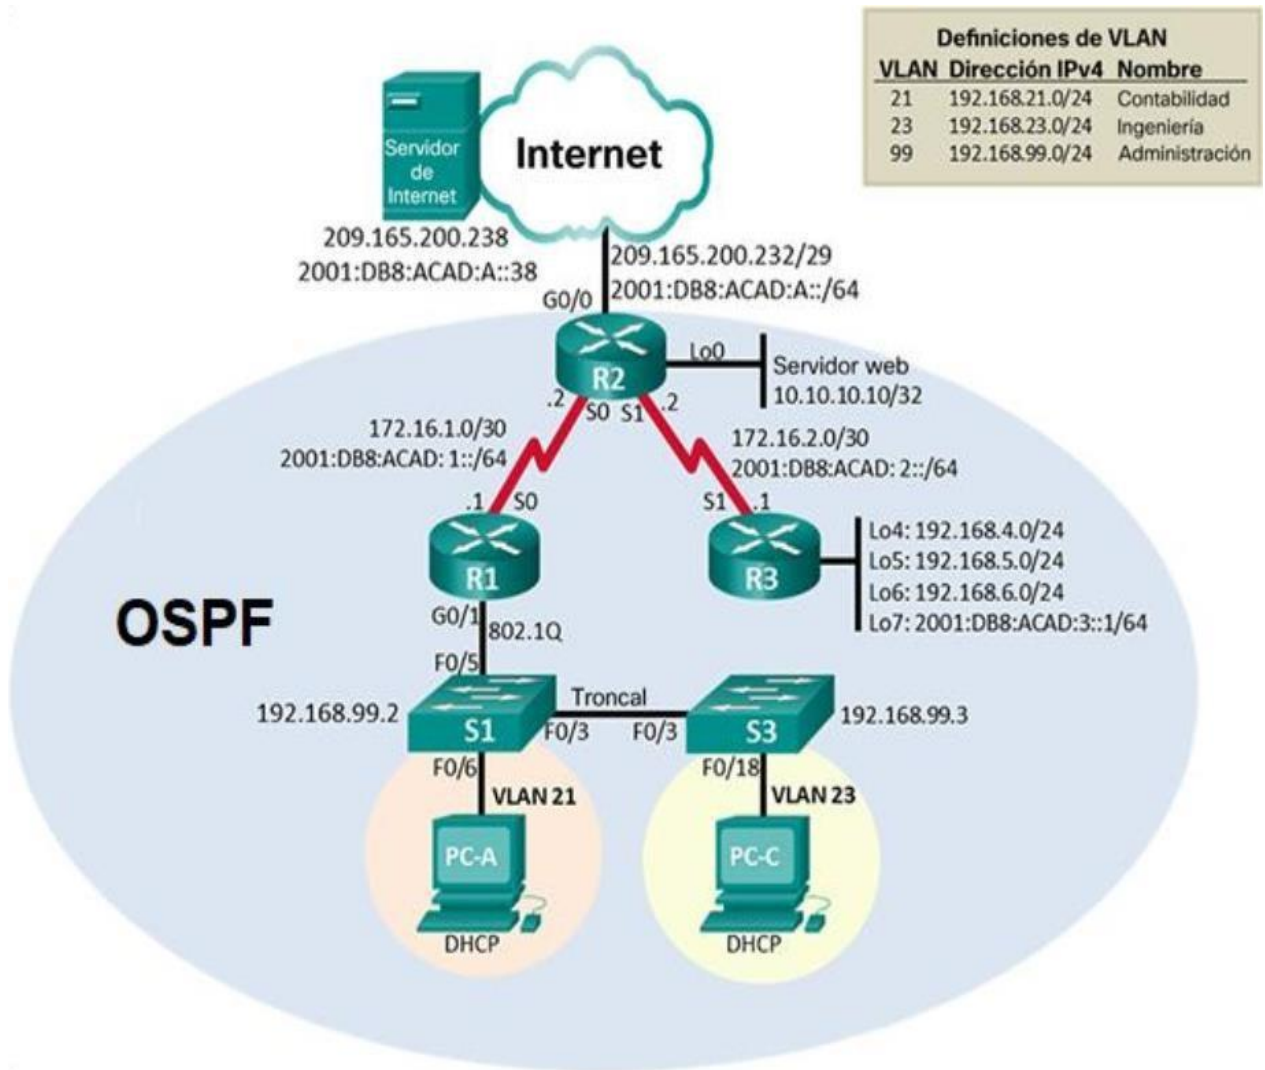 Definiciones de VLAN
VLAN Dirección IPv4 Nombre
21 192.168.21.0/24 Contabilidad
23 192.168.23.0/24 Ingeniería
99 192.168.99.0/24 Administración
Servidor
de
Internet
Internet
209.165.200.238
2001:DB8:ACAD:A::38
209.165.200.232/29
2001:DB8:ACAD:A::/64
G0/0
R2
Lo0
Servidor web
10.10.10.10/32
.2
S0
S1
.2
172.16.1.0/30
2001:DB8:ACAD: 1::/64
172.16.2.0/30
2001:DB8:ACAD: 2::/64
.1
S0
S1
.1
R1
R3
Lo4: 192.168.4.0/24
Lo5: 192.168.5.0/24
Lo6: 192.168.6.0/24
Lo7: 2001:DB8:ACAD:3::1/64
OSPF
G0/1
802.1Q
F0/5
192.168.99.2
S1
Troncal
F0/3
F0/3
S3
192.168.99.3
F0/6
VLAN 21
F0/18
VLAN 23
PC-A
DHCP
PC-C
DHCP